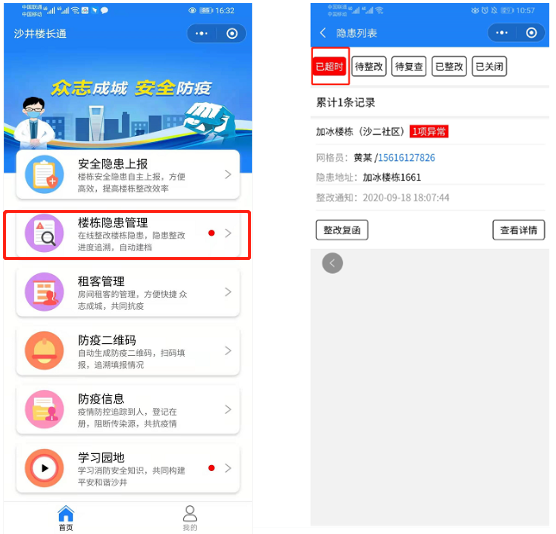 中国联通
中国移动
16:32
沙井楼长通
众志成城 安全防疫
安全隐患上报
楼栋安全隐患自主上报，方便
高效，提高楼栋整改效率
楼栋隐患管理
在线整改楼栋隐患，隐患整改
进度追溯，自动建档
租客管理
房间租客的管理，方便快捷 众
志成城，共同抗疫
防疫二维码
自动生成防疫二维码，扫码填
报，追溯填报情况
防疫信息
疫情防控追踪到人，登记在
册，阻断传染源，共抗疫情
学习园地
学习消防安全知识，共同构建
平安和谐沙井
首页
我的
中国联通
中国移动
10:57
隐患列表
已超时
待整改
待复查
已整改
已关闭
累计1条记录
加冰楼栋（沙二社区） 1项异常
网格员：黄某 /15616127826
隐患地址：加冰楼栋1661
整改通知：2020-09-18 18:07:44
整改复函
查看详情